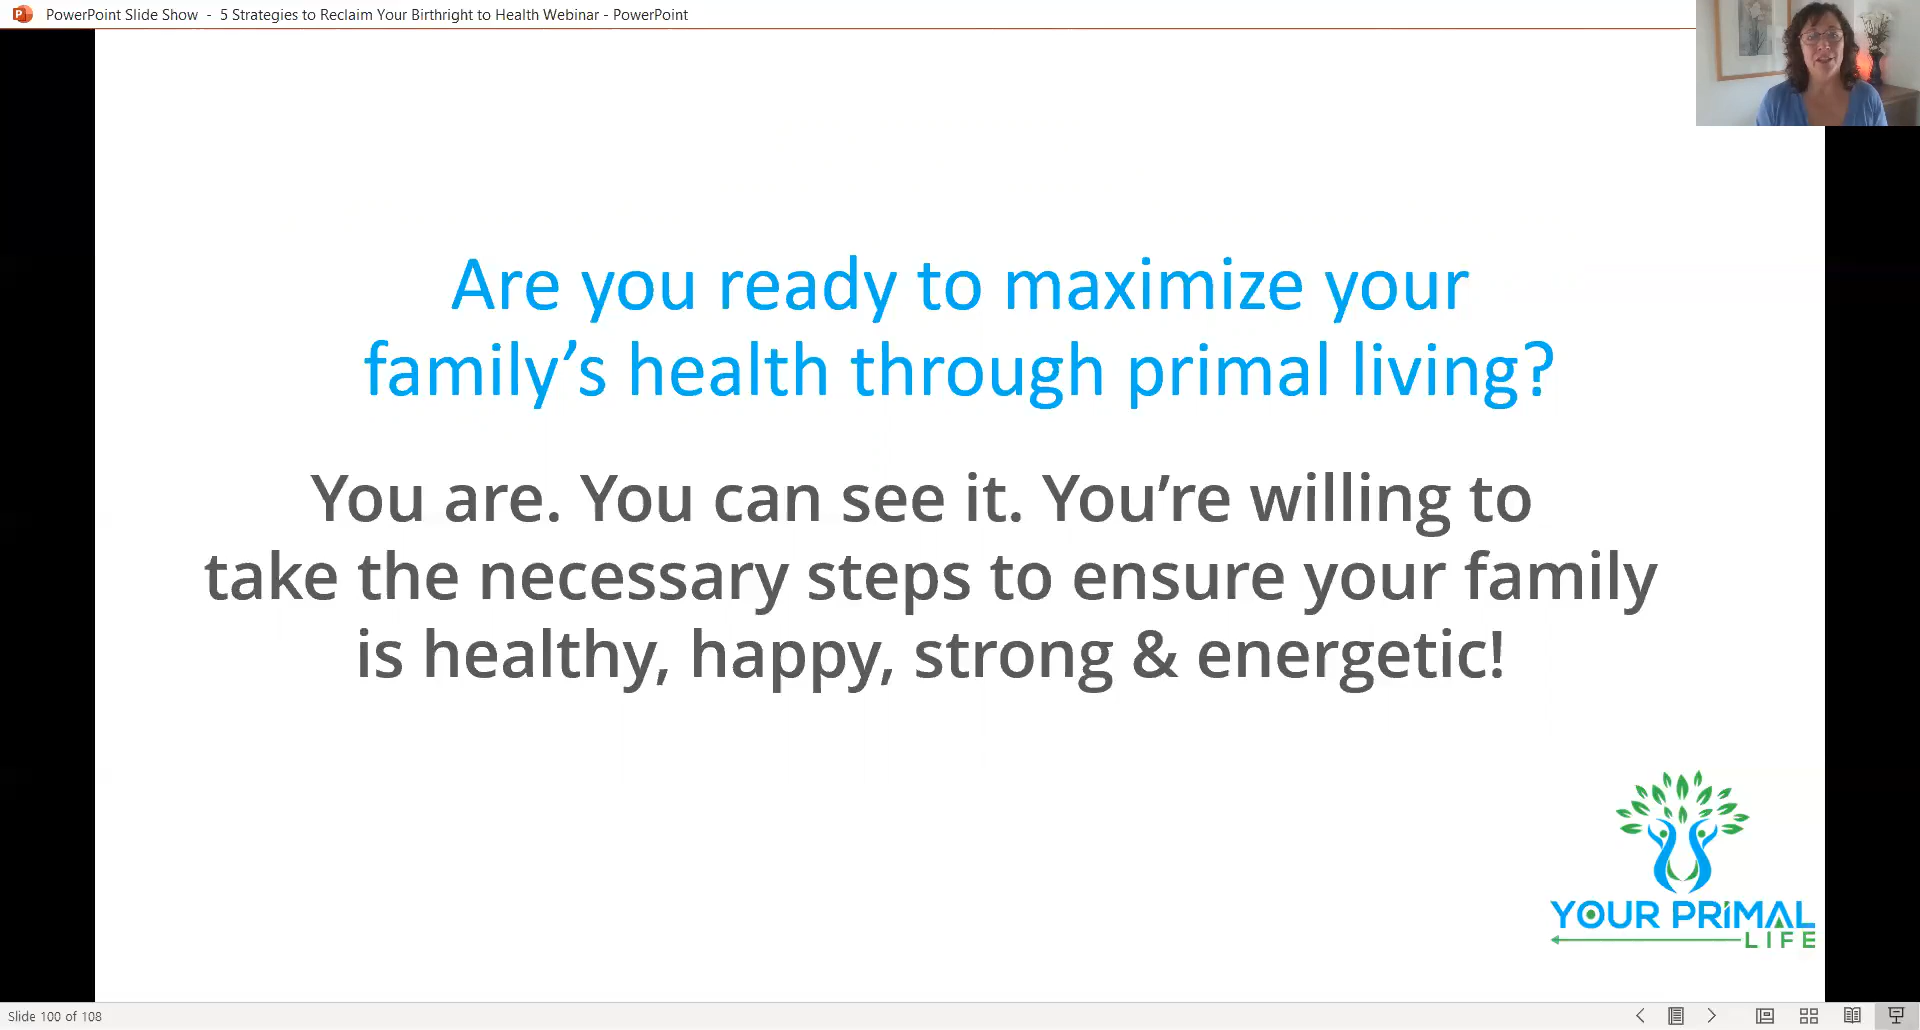 PowerPoint Slide Show - 5 Strategies to Reclaim Your Birthright to Health Webinar - PowerPoint
Are you ready to maximize your
family’s health through primal living?
You are. You can see it. You’re willing to
take the necessary steps to ensure your family
is healthy, happy, strong & energetic!
YOUR PRiMAL
LIFE
Slide 100 of 108